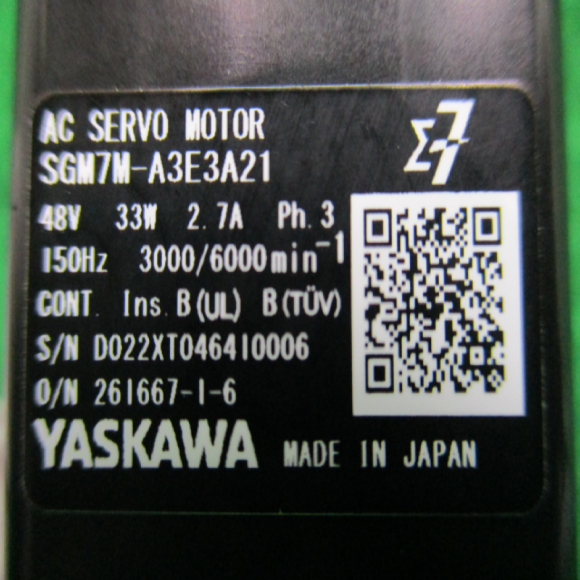 AC SERVO MOTOR
Σ7
SGM7M-A3E3A21
48V 33W 2.7A Ph. 3
150Hz 3000/6000min⁻¹
CONT. Ins. B (UL) B (TÜV)
S/N D022XT046410006
O/N 261667-1-6
YASKAWA MADE IN JAPAN